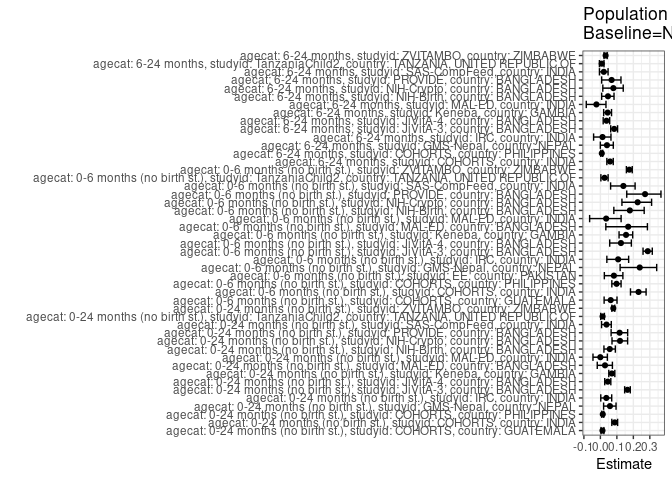 Population
Baseline=N
agecat: 6-24 months, studyid: ZVITAMBO, country: ZIMBABWE
agecat: 6-24 months, studyid: TanzaniaChild2, country: TANZANIA, UNITED REPUBLIC OF
agecat: 6-24 months, studyid: SAS-CompFeed, country: INDIA
agecat: 6-24 months, studyid: PROVIDE, country: BANGLADESH
agecat: 6-24 months, studyid: NIH-Crypto, country: BANGLADESH
agecat: 6-24 months, studyid: NIH-Birth, country: BANGLADESH
agecat: 6-24 months, studyid: MAL-ED, country: INDIA
agecat: 6-24 months, studyid: Keneba, country: GAMBIA
agecat: 6-24 months, studyid: JiVitA-4, country: BANGLADESH
agecat: 6-24 months, studyid: JiVitA-3, country: BANGLADESH
agecat: 6-24 months, studyid: IRC, country: INDIA
agecat: 6-24 months, studyid: GMS-Nepal, country: NEPAL
agecat: 6-24 months, studyid: COHORTS, country: PHILIPPINES
agecat: 6-24 months, studyid: COHORTS, country: INDIA
agecat: 0-6 months (no birth st.), studyid: ZVITAMBO, country: ZIMBABWE
agecat: 0-6 months (no birth st.), studyid: TanzaniaChild2, country: TANZANIA, UNITED REPUBLIC OF
agecat: 0-6 months (no birth st.), studyid: SAS-CompFeed, country: INDIA
agecat: 0-6 months (no birth st.), studyid: PROVIDE, country: BANGLADESH
agecat: 0-6 months (no birth st.), studyid: NIH-Crypto, country: BANGLADESH
agecat: 0-6 months (no birth st.), studyid: NIH-Birth, country: BANGLADESH
agecat: 0-6 months (no birth st.), studyid: MAL-ED, country: INDIA
agecat: 0-6 months (no birth st.), studyid: MAL-ED, country: BANGLADESH
agecat: 0-6 months (no birth st.), studyid: Keneba, country: GAMBIA
agecat: 0-6 months (no birth st.), studyid: JiVitA-4, country: BANGLADESH
agecat: 0-6 months (no birth st.), studyid: JiVitA-3, country: BANGLADESH
agecat: 0-6 months (no birth st.), studyid: IRC, country: INDIA
agecat: 0-6 months (no birth st.), studyid: GMS-Nepal, country: NEPAL
agecat: 0-6 months (no birth st.), studyid: EE, country: PAKISTAN
agecat: 0-6 months (no birth st.), studyid: COHORTS, country: PHILIPPINES
agecat: 0-6 months (no birth st.), studyid: COHORTS, country: INDIA
agecat: 0-6 months (no birth st.), studyid: COHORTS, country: GUATEMALA
agecat: 0-24 months (no birth st.), studyid: ZVITAMBO, country: ZIMBABWE
agecat: 0-24 months (no birth st.), studyid: TanzaniaChild2, country: TANZANIA, UNITED REPUBLIC OF
agecat: 0-24 months (no birth st.), studyid: SAS-CompFeed, country: INDIA
agecat: 0-24 months (no birth st.), studyid: PROVIDE, country: BANGLADESH
agecat: 0-24 months (no birth st.), studyid: NIH-Crypto, country: BANGLADESH
agecat: 0-24 months (no birth st.), studyid: NIH-Birth, country: BANGLADESH
agecat: 0-24 months (no birth st.), studyid: MAL-ED, country: INDIA
agecat: 0-24 months (no birth st.), studyid: MAL-ED, country: BANGLADESH
agecat: 0-24 months (no birth st.), studyid: Keneba, country: GAMBIA
agecat: 0-24 months (no birth st.), studyid: JiVitA-4, country: BANGLADESH
agecat: 0-24 months (no birth st.), studyid: JiVitA-3, country: BANGLADESH
agecat: 0-24 months (no birth st.), studyid: IRC, country: INDIA
agecat: 0-24 months (no birth st.), studyid: GMS-Nepal, country: NEPAL
agecat: 0-24 months (no birth st.), studyid: COHORTS, country: PHILIPPINES
agecat: 0-24 months (no birth st.), studyid: COHORTS, country: INDIA
agecat: 0-24 months (no birth st.), studyid: COHORTS, country: GUATEMALA
-0.1 0.0 0.1 0.2 0.3
Estimate